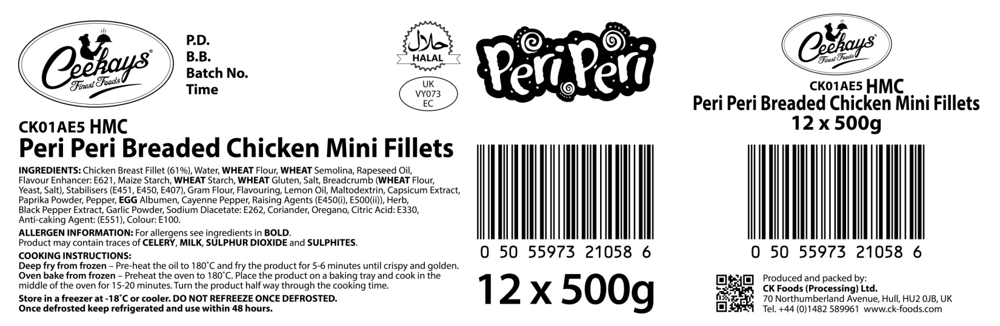 Ceekays®
Finest Foods
P.D.
B.B.
Batch No.
Time
حلال
HALAL
UK
VY073
EC
Peri Peri
CK01AE5 HMC
Peri Peri Breaded Chicken Mini Fillets
INGREDIENTS: Chicken Breast Fillet (61%), Water, WHEAT Flour, WHEAT Semolina, Rapeseed Oil,
Flavour Enhancer: E621, Maize Starch, WHEAT Starch, WHEAT Gluten, Salt, Breadcrumb (WHEAT Flour,
Yeast, Salt), Stabilisers (E451, E450, E407), Gram Flour, Flavouring, Lemon Oil, Maltodextrin, Capsicum Extract,
Paprika Powder, Pepper, EGG Albumen, Cayenne Pepper, Raising Agents (E450(i), E500(ii)), Herb,
Black Pepper Extract, Garlic Powder, Sodium Diacetate: E262, Coriander, Oregano, Citric Acid: E330,
Anti-caking Agent: (E551), Colour: E100.
ALLERGEN INFORMATION: For allergens see ingredients in BOLD.
Product may contain traces of CELERY, MILK, SULPHUR DIOXIDE and SULPHITES.
COOKING INSTRUCTIONS:
Deep fry from frozen – Pre-heat the oil to 180˚C and fry the product for 5-6 minutes until crispy and golden.
Oven bake from frozen – Preheat the oven to 180˚C. Place the product on a baking tray and cook in the
middle of the oven for 15-20 minutes. Turn the product half way through the cooking time.
Store in a freezer at -18˚C or cooler. DO NOT REFREEZE ONCE DEFROSTED.
Once defrosted keep refrigerated and use within 48 hours.
0 50 55973 21058 6
12 x 500g
Ceekays®
Finest Foods
CK01AE5 HMC
Peri Peri Breaded Chicken Mini Fillets
12 x 500g
0 50 55973 21058 6
Produced and packed by:
CK Foods (Processing) Ltd.
70 Northumberland Avenue, Hull, HU2 0JB, UK
Tel. +44 (0)1482 589961 www.ck-foods.com